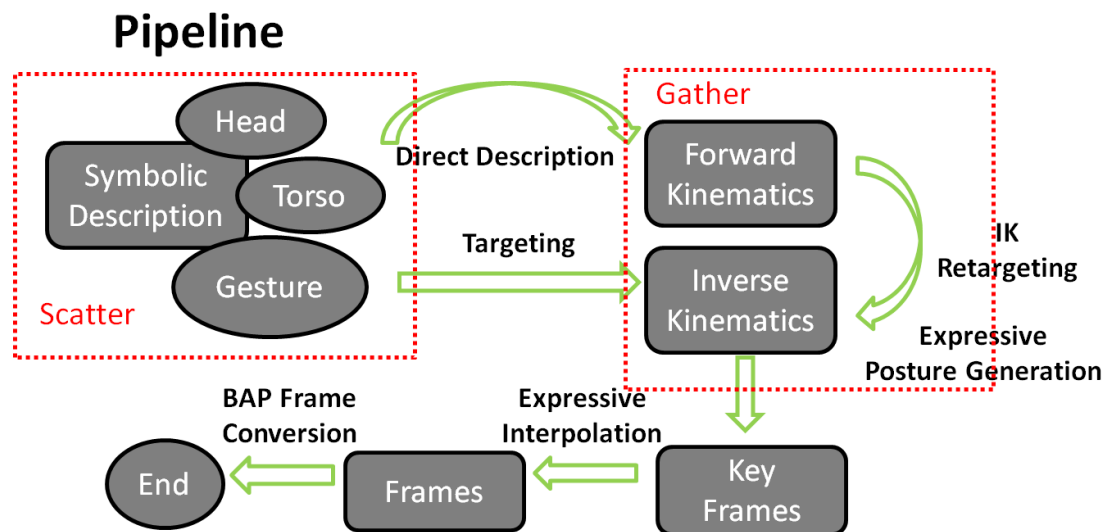 Pipeline
Head
Symbolic
Description
Torso
Gesture
Scatter
Direct Description
Targeting
Gather
Forward
Kinematics
Inverse
Kinematics
IK
Retargeting
Expressive
Posture Generation
BAP Frame
Conversion
Expressive
Interpolation
End
Frames
Key
Frames